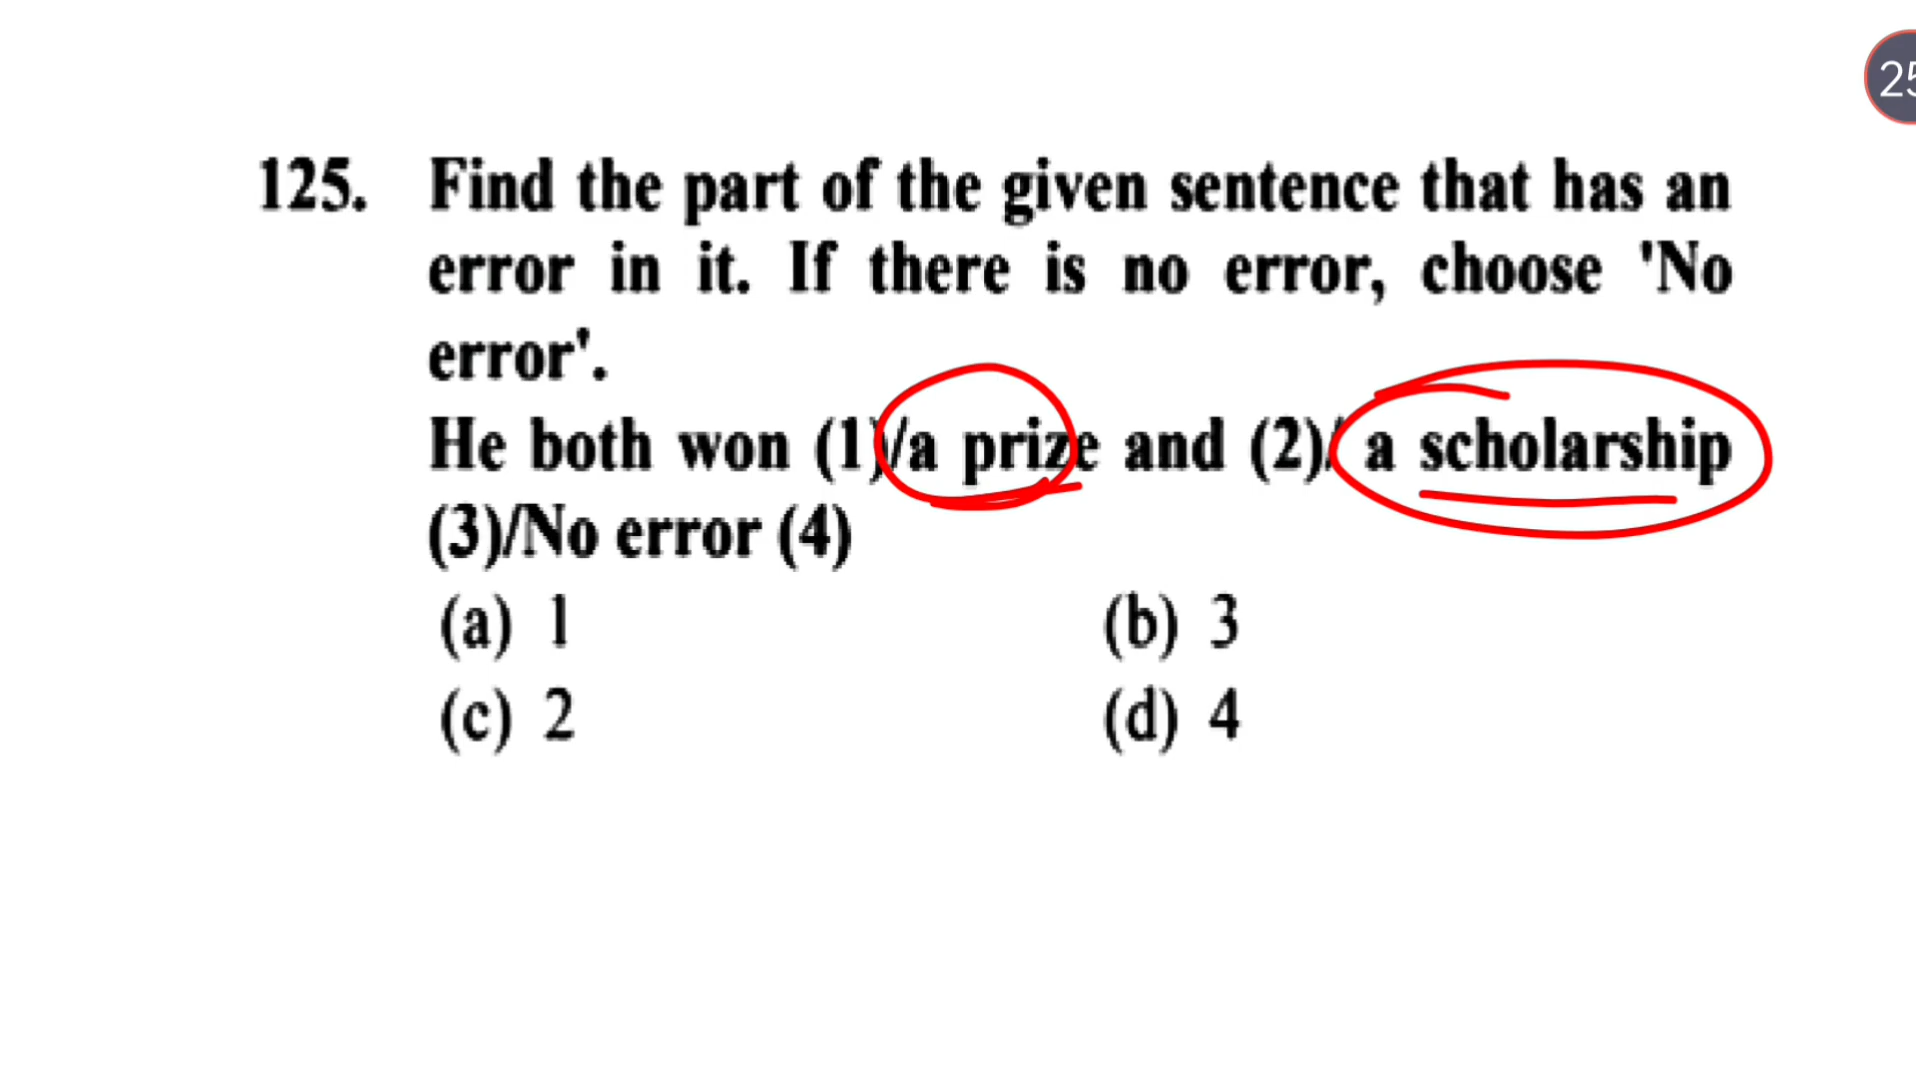 125. Find the part of the given sentence that has an
error in it. If there is no error, choose 'No
error'.
He both won (1)/a prize and (2)/ a scholarship
(3)/No error (4)
(a) 1 (b) 3
(c) 2 (d) 4